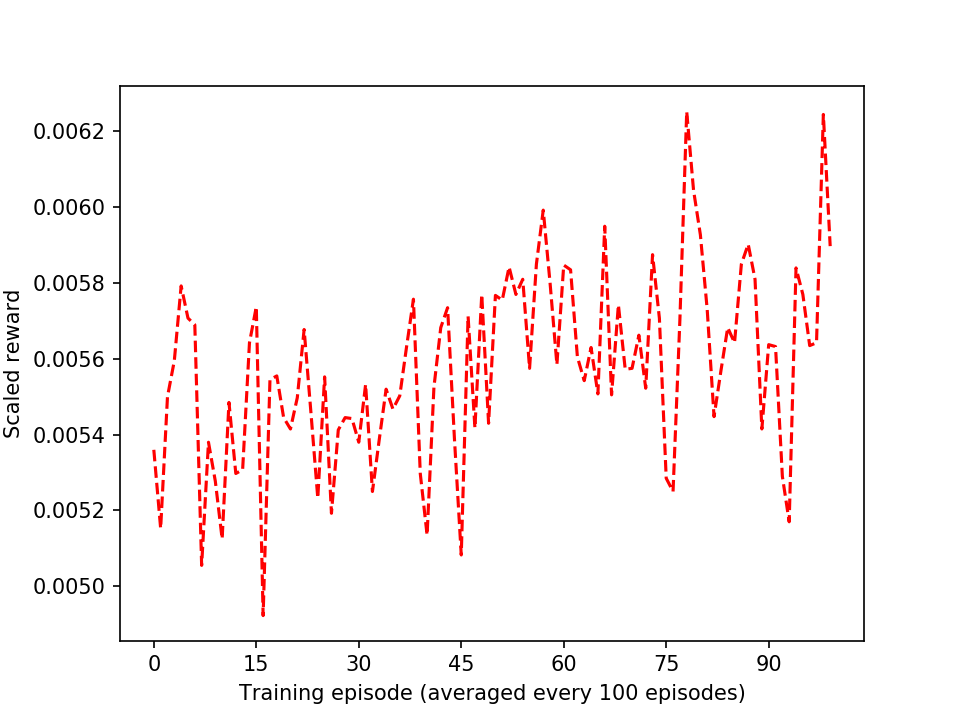 0.0062
0.0060
0.0058
0.0056
0.0054
0.0052
0.0050
Scaled reward
0 15 30 45 60 75 90
Training episode (averaged every 100 episodes)